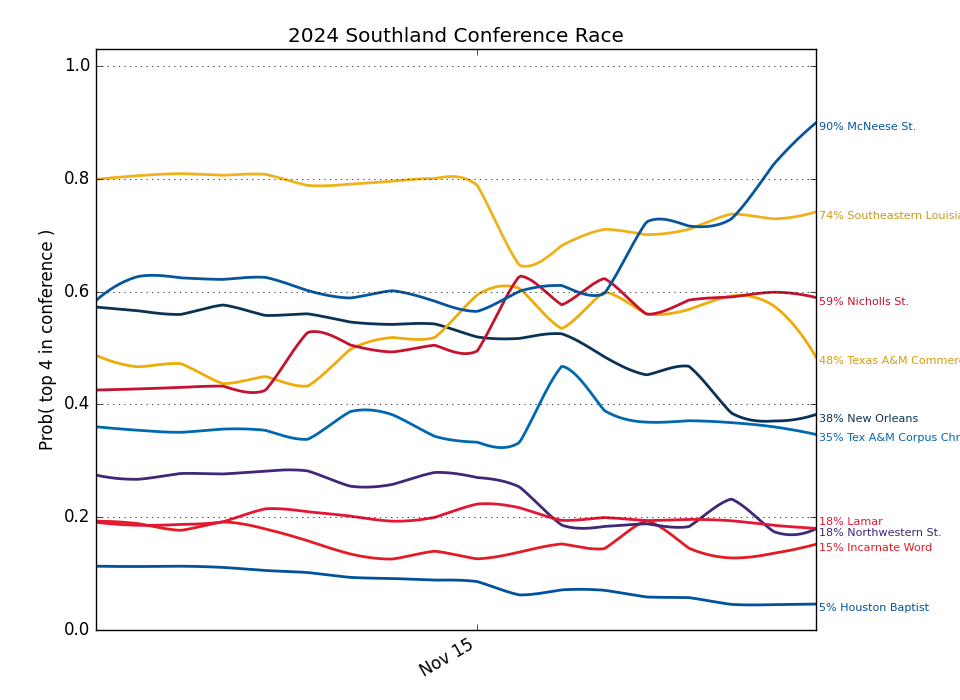 2024 Southland Conference Race
1.0
0.8
0.6
0.4
0.2
0.0
Prob( top 4 in conference )
Nov 15
90% McNeese St.
74% Southeastern Louisia
59% Nicholls St.
48% Texas A&M Commerc
38% New Orleans
35% Tex A&M Corpus Chr
18% Lamar
18% Northwestern St.
15% Incarnate Word
5% Houston Baptist